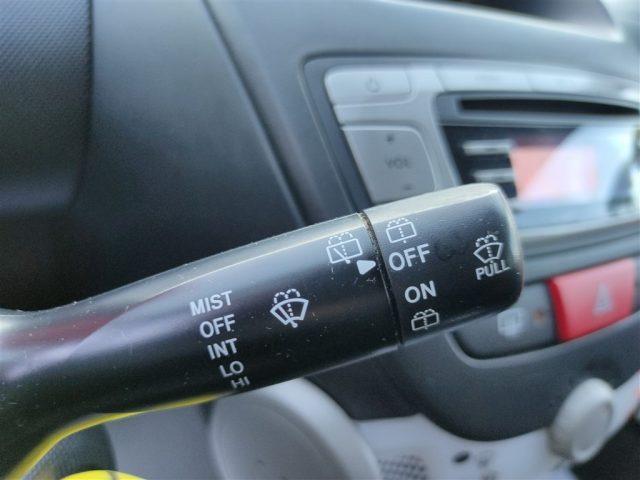 VOL
MIST
OFF
INT
LO
HI
OFF
ON
PULL